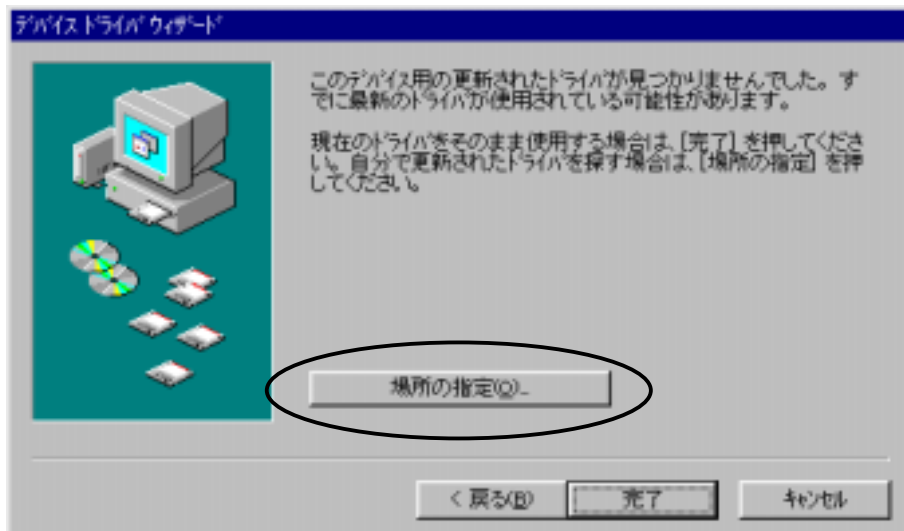 ﾃﾞﾊﾞｲｽ ﾄﾞﾗｲﾊﾞ ｳｨｻﾞｰﾄﾞ
このﾃﾞﾊﾞｲｽ用の更新されたﾄﾞﾗｲﾊﾞが見つかりませんでした。す
でに最新のﾄﾞﾗｲﾊﾞが使用されている可能性があります。
現在のﾄﾞﾗｲﾊﾞをそのまま使用する場合は、[完了] を押してくださ
い。自分で更新されたﾄﾞﾗｲﾊﾞを探す場合は、[場所の指定] を押
してください。
場所の指定(O)...
< 戻る(B)
完了
ｷｬﾝｾﾙ